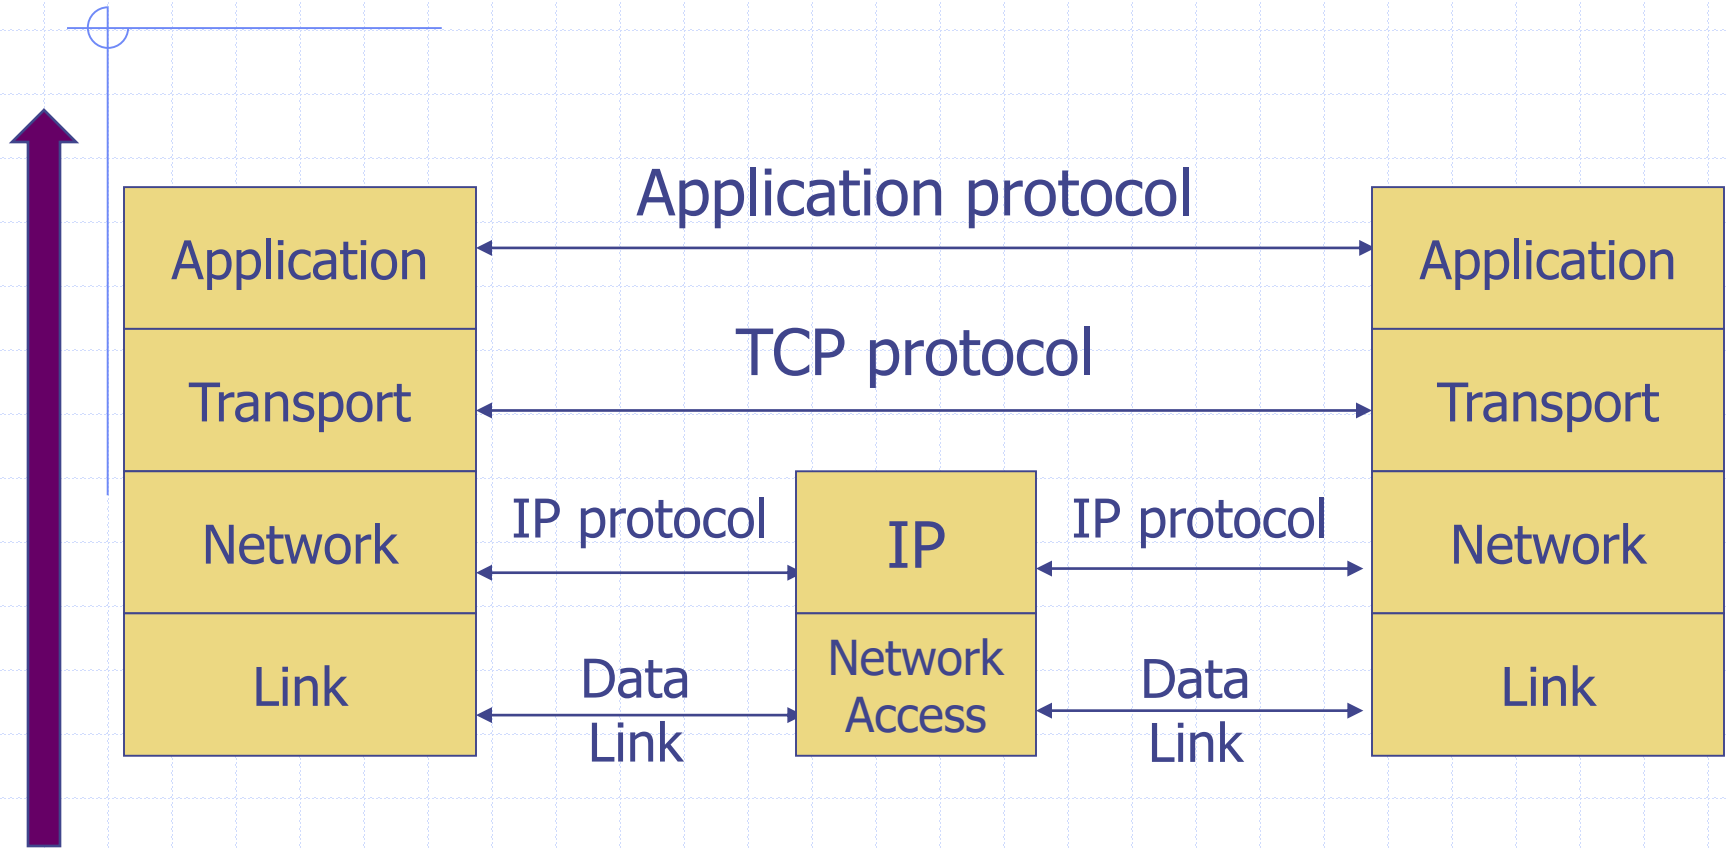 Application protocol
Application
Application
TCP protocol
Transport
Transport
IP protocol
IP
IP protocol
Network
Network
Link
Data
Link
Network
Access
Data
Link
Link